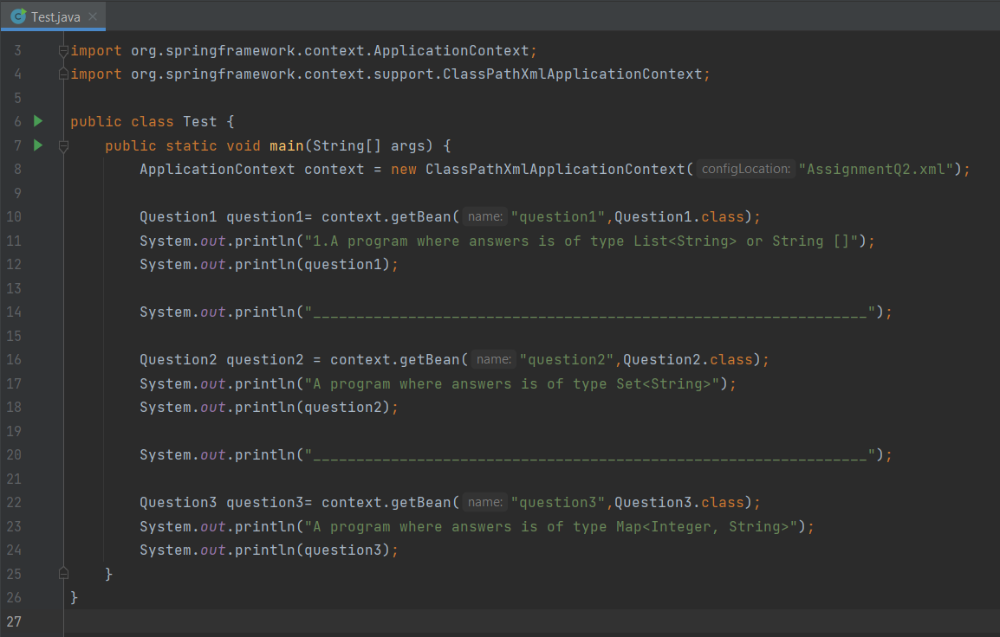 Test.java
3 import org.springframework.context.ApplicationContext;
4 import org.springframework.context.support.ClassPathXmlApplicationContext;
5
6 public class Test {
7 public static void main(String[] args) {
8 ApplicationContext context = new ClassPathXmlApplicationContext( configLocation: "AssignmentQ2.xml");
9
10 Question1 question1= context.getBean( name: "question1",Question1.class);
11 System.out.println("1.A program where answers is of type List<String> or String []");
12 System.out.println(question1);
13
14 System.out.println("________________________________________________________________");
15
16 Question2 question2 = context.getBean( name: "question2",Question2.class);
17 System.out.println("A program where answers is of type Set<String>");
18 System.out.println(question2);
19
20 System.out.println("________________________________________________________________");
21
22 Question3 question3= context.getBean( name: "question3",Question3.class);
23 System.out.println("A program where answers is of type Map<Integer, String>");
24 System.out.println(question3);
25 }
26 }
27